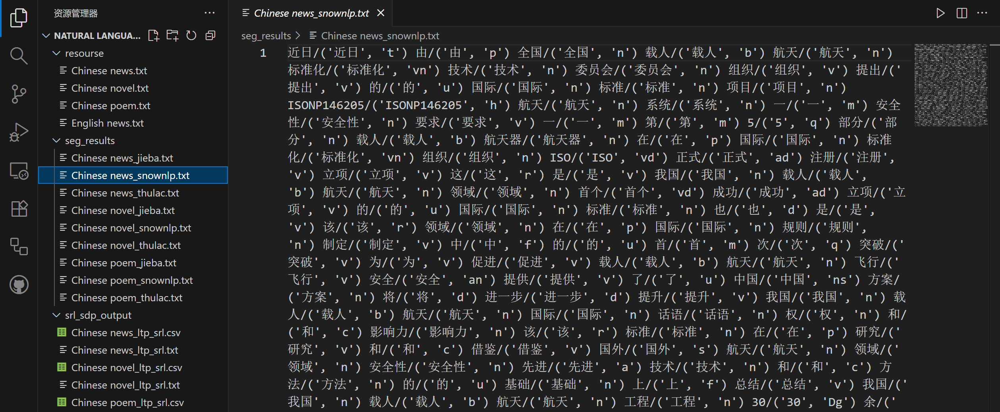 资源管理器
NATURAL LANGUA...
resourse
Chinese news.txt
Chinese novel.txt
Chinese poem.txt
English news.txt
seg_results
Chinese news_jieba.txt
Chinese news_snownlp.txt
Chinese news_thulac.txt
Chinese novel_jieba.txt
Chinese novel_snownlp.txt
Chinese novel_thulac.txt
Chinese poem_jieba.txt
Chinese poem_snownlp.txt
Chinese poem_thulac.txt
srl_sdp_output
Chinese news_ltp_srl.csv
Chinese news_ltp_srl.txt
Chinese novel_ltp_srl.csv
Chinese novel_ltp_srl.txt
Chinese poem_ltp_srl.csv
Chinese news_snownlp.txt
seg_results > Chinese news_snownlp.txt
1
近日/('近日', 't') 由/('由', 'p') 全国/('全国', 'n') 载人/('载人', 'b') 航天/('航天', 'n')
标准化/('标准化', 'vn') 技术/('技术', 'n') 委员会/('委员会', 'n') 组织/('组织', 'v') 提出/('
提出', 'v') 的/('的', 'u') 国际/('国际', 'n') 标准/('标准', 'n') 项目/('项目', 'n')
ISONP146205/('ISONP146205', 'h') 航天/('航天', 'n') 系统/('系统', 'n') 一/('一', 'm') 安全
性/('安全性', 'n') 要求/('要求', 'v') 一/('一', 'm') 第/('第', 'm') 5/('5', 'q') 部分/('部
分', 'n') 载人/('载人', 'b') 航天器/('航天器', 'n') 在/('在', 'p') 国际/('国际', 'n') 标准
化/('标准化', 'vn') 组织/('组织', 'n') ISO/('ISO', 'vd') 正式/('正式', 'ad') 注册/('注册',
'v') 立项/('立项', 'v') 这/('这', 'r') 是/('是', 'v') 我国/('我国', 'n') 载人/('载人',
'b') 航天/('航天', 'n') 领域/('领域', 'n') 首个/('首个', 'vd') 成功/('成功', 'ad') 立项/('立
项', 'v') 的/('的', 'u') 国际/('国际', 'n') 标准/('标准', 'n') 也/('也', 'd') 是/('是',
'v') 该/('该', 'r') 领域/('领域', 'n') 在/('在', 'p') 国际/('国际', 'n') 规则/('规则',
'n') 制定/('制定', 'v') 中/('中', 'f') 的/('的', 'u') 首/('首', 'm') 次/('次', 'q') 突破/('
突破', 'v') 为/('为', 'v') 促进/('促进', 'v') 载人/('载人', 'b') 航天/('航天', 'n') 飞行/('
飞行', 'v') 安全/('安全', 'an') 提供/('提供', 'v') 了/('了', 'u') 中国/('中国', 'ns') 方案/
('方案', 'n') 将/('将', 'd') 进一步/('进一步', 'd') 提升/('提升', 'v') 我国/('我国', 'n') 载
人/('载人', 'b') 航天/('航天', 'n') 国际/('国际', 'n') 话语/('话语', 'n') 权/('权', 'n') 和/
('和', 'c') 影响力/('影响力', 'n') 该/('该', 'r') 标准/('标准', 'n') 在/('在', 'p') 研究/('
研究', 'v') 和/('和', 'c') 借鉴/('借鉴', 'v') 国外/('国外', 's') 航天/('航天', 'n') 领域/('
领域', 'n') 安全性/('安全性', 'n') 先进/('先进', 'a') 技术/('技术', 'n') 和/('和', 'c') 方
法/('方法', 'n') 的/('的', 'u') 基础/('基础', 'n') 上/('上', 'f') 总结/('总结', 'v') 我国/('
我国', 'n') 载人/('载人', 'b') 航天/('航天', 'n') 工程/('工程', 'n') 30/('30', 'Dg') 余/('